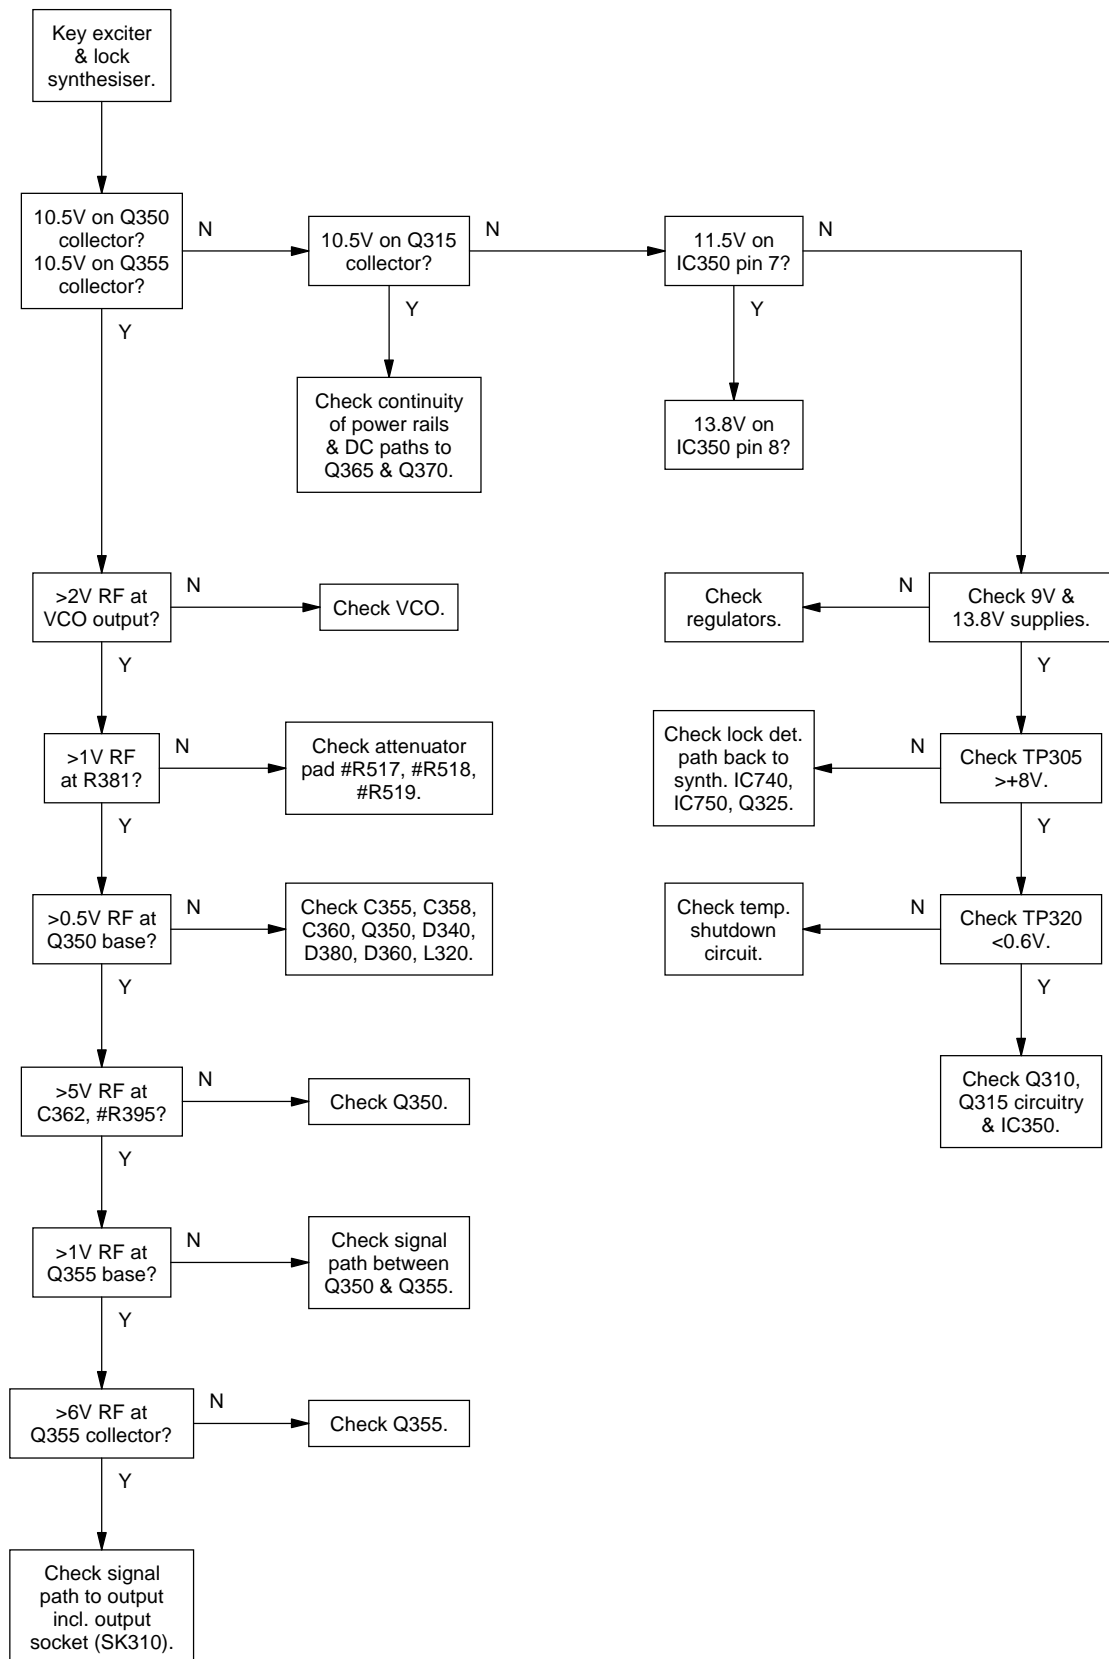 Key exciter
& lock
synthesiser.
10.5V on Q350
collector?
10.5V on Q355
collector?
N
Y
10.5V on Q315
collector?
N
Y
11.5V on
IC350 pin 7?
N
Y
Check continuity
of power rails
& DC paths to
Q365 & Q370.
13.8V on
IC350 pin 8?
>2V RF at
VCO output?
N
Y
Check VCO.
Check
regulators.
N
Check 9V &
13.8V supplies.
Y
>1V RF
at R381?
N
Y
Check attenuator
pad #R517, #R518,
#R519.
Check lock det.
path back to
synth. IC740,
IC750, Q325.
N
Check TP305
>+8V.
Y
>0.5V RF at
Q350 base?
N
Y
Check C355, C358,
C360, Q350, D340,
D380, D360, L320.
Check temp.
shutdown
circuit.
N
Check TP320
<0.6V.
Y
>5V RF at
C362, #R395?
N
Y
Check Q350.
Check Q310,
Q315 circuitry
& IC350.
>1V RF at
Q355 base?
N
Y
Check signal
path between
Q350 & Q355.
>6V RF at
Q355 collector?
N
Y
Check Q355.
Check signal
path to output
incl. output
socket (SK310).